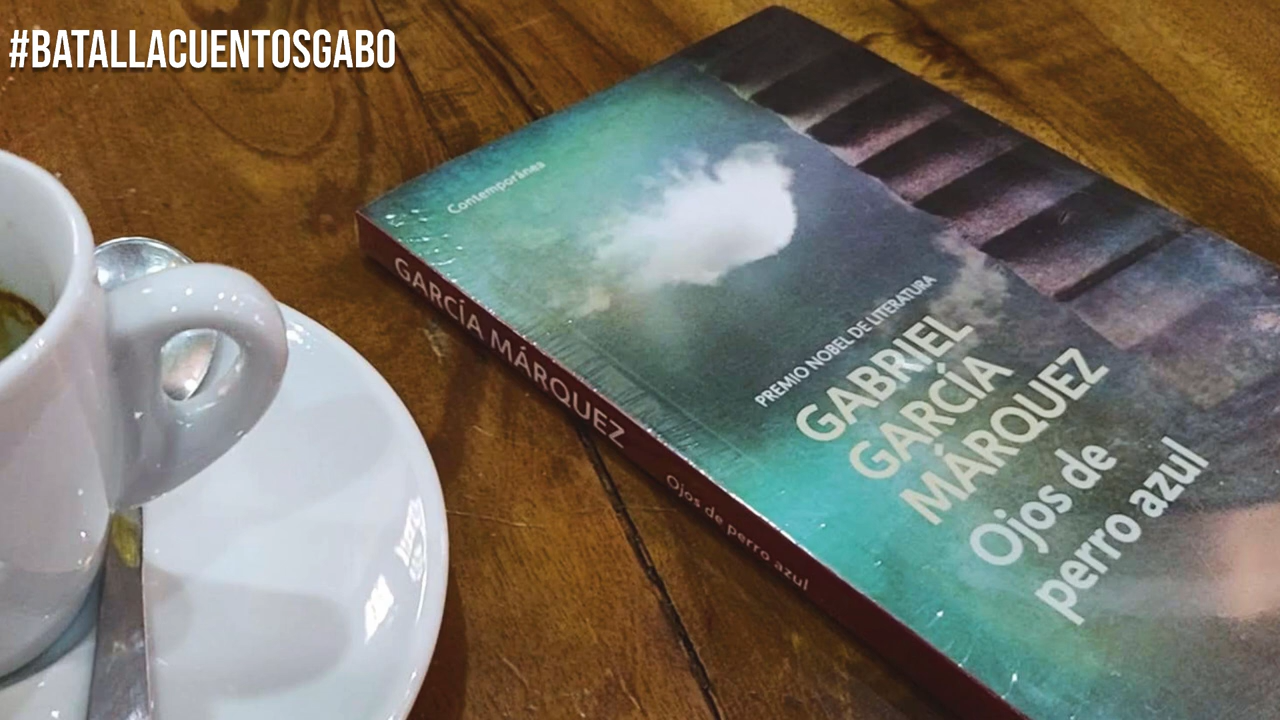 #BATALLACUENTOSGABO
Contemporánea
GARCÍA MÁRQUEZ
Ojos de perro azul
PREMIO NOBEL DE LITERATURA
GABRIEL
GARCÍA
MÁRQUEZ
Ojos de
perro azul